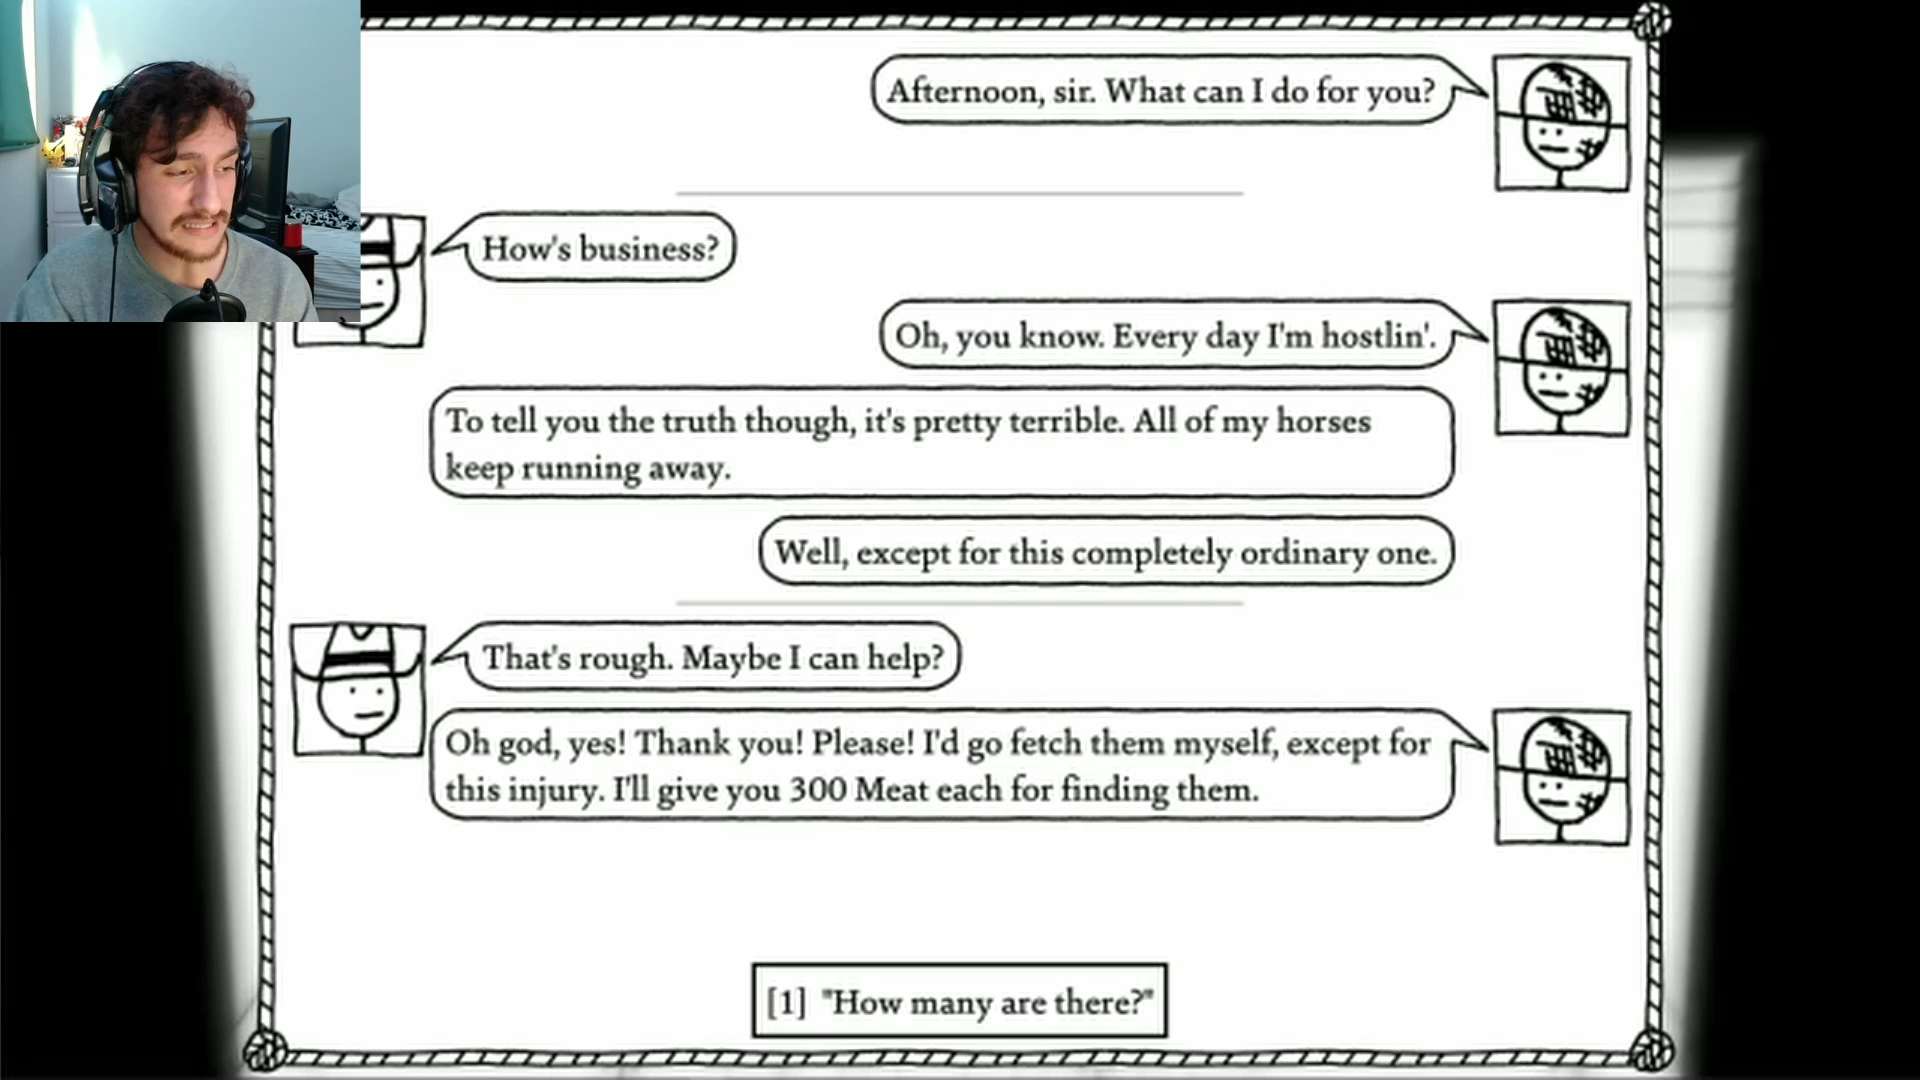 Afternoon, sir. What can I do for you?
How's business?
Oh, you know. Every day I'm hostlin'.
To tell you the truth though, it's pretty terrible. All of my horses
keep running away.
Well, except for this completely ordinary one.
That's rough. Maybe I can help?
Oh god, yes! Thank you! Please! I'd go fetch them myself, except for
this injury. I'll give you 300 Meat each for finding them.
[1] "How many are there?"